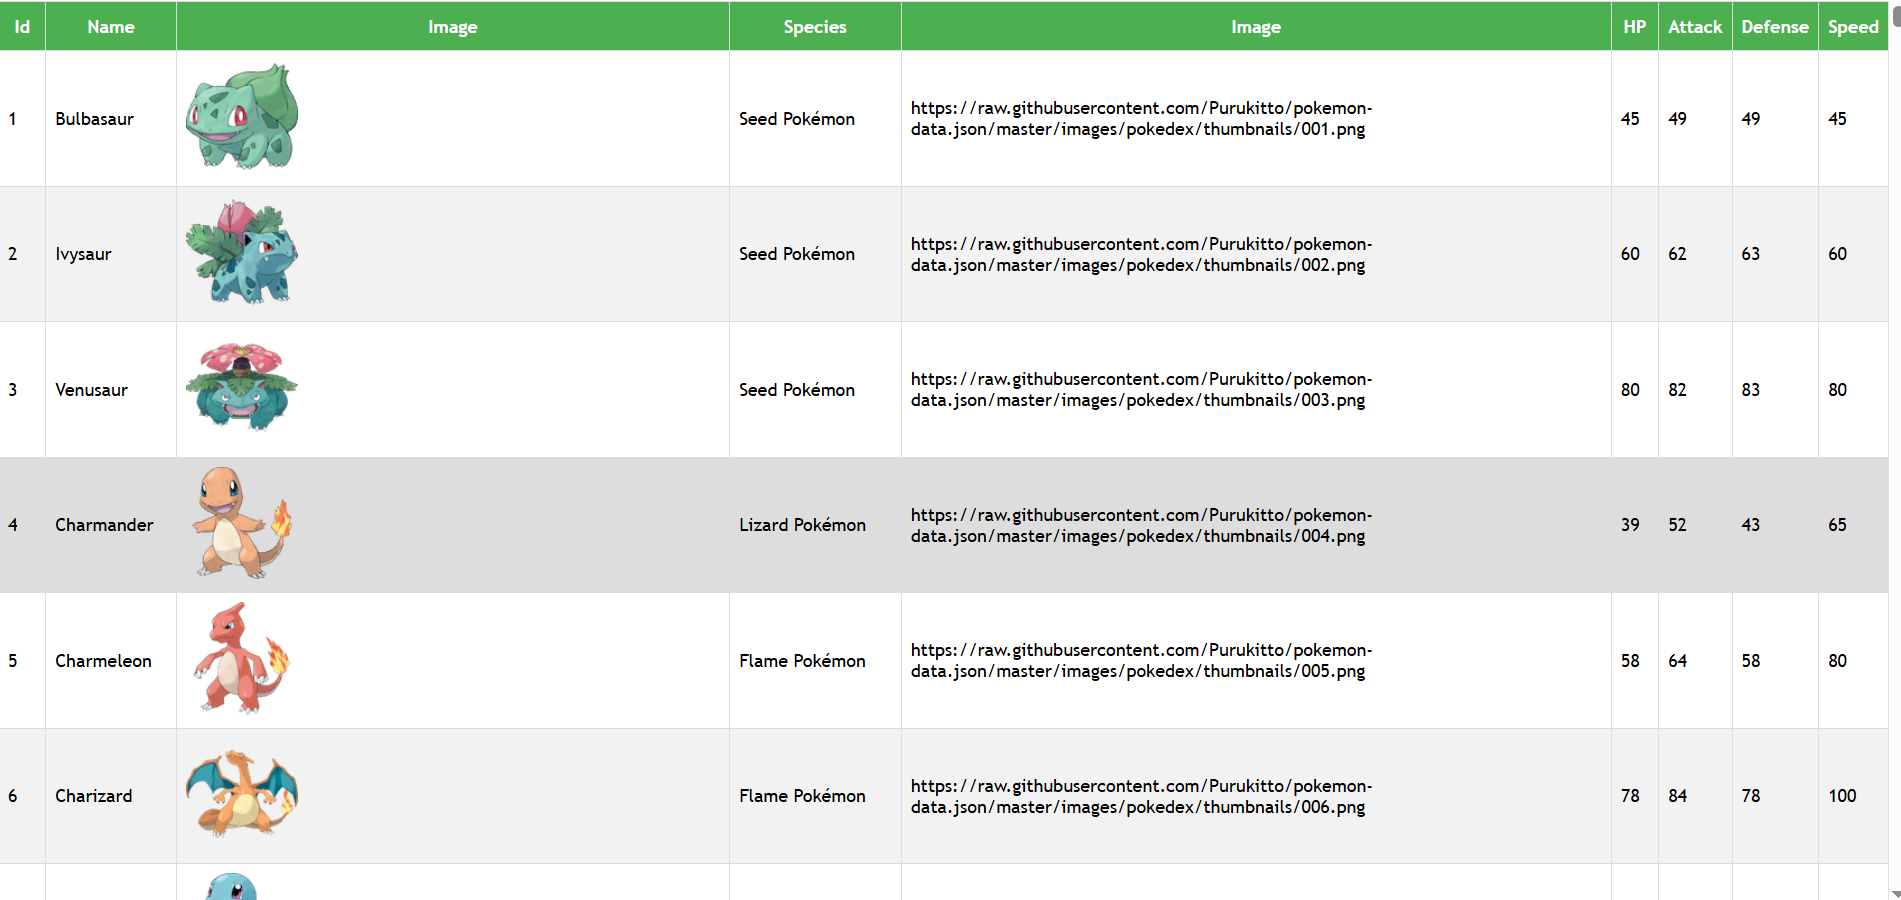 Id Name Image Species Image HP Attack Defense Speed
1 Bulbasaur Seed Pokémon https://raw.githubusercontent.com/Purukitto/pokemon-
data.json/master/images/pokedex/thumbnails/001.png 45 49 49 45
2 Ivysaur Seed Pokémon https://raw.githubusercontent.com/Purukitto/pokemon-
data.json/master/images/pokedex/thumbnails/002.png 60 62 63 60
3 Venusaur Seed Pokémon https://raw.githubusercontent.com/Purukitto/pokemon-
data.json/master/images/pokedex/thumbnails/003.png 80 82 83 80
4 Charmander Lizard Pokémon https://raw.githubusercontent.com/Purukitto/pokemon-
data.json/master/images/pokedex/thumbnails/004.png 39 52 43 65
5 Charmeleon Flame Pokémon https://raw.githubusercontent.com/Purukitto/pokemon-
data.json/master/images/pokedex/thumbnails/005.png 58 64 58 80
6 Charizard Flame Pokémon https://raw.githubusercontent.com/Purukitto/pokemon-
data.json/master/images/pokedex/thumbnails/006.png 78 84 78 100